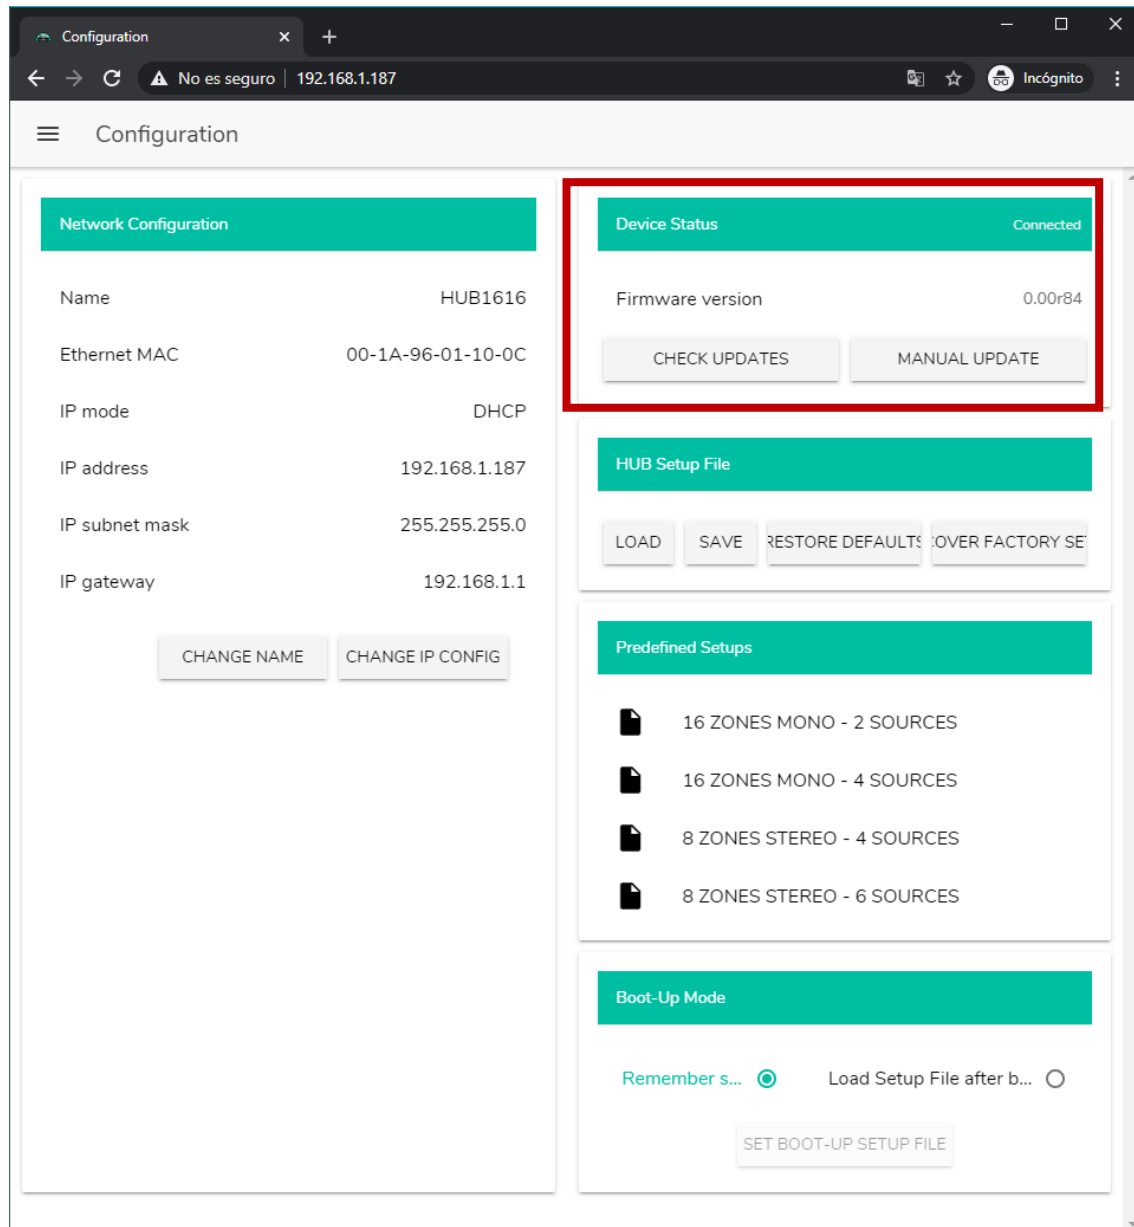 Configuration
No es seguro
192.168.1.187
Incógnito
Configuration
Network Configuration
Name HUB1616
Ethernet MAC 00-1A-96-01-10-0C
IP mode DHCP
IP address 192.168.1.187
IP subnet mask 255.255.255.0
IP gateway 192.168.1.1
CHANGE NAME CHANGE IP CONFIG
Device Status Connected
Firmware version 0.00r84
CHECK UPDATES MANUAL UPDATE
HUB Setup File
LOAD SAVE RESTORE DEFAULTS OVER FACTORY SE
Predefined Setups
16 ZONES MONO - 2 SOURCES
16 ZONES MONO - 4 SOURCES
8 ZONES STEREO - 4 SOURCES
8 ZONES STEREO - 6 SOURCES
Boot-Up Mode
Remember s... Load Setup File after b...
SET BOOT-UP SETUP FILE